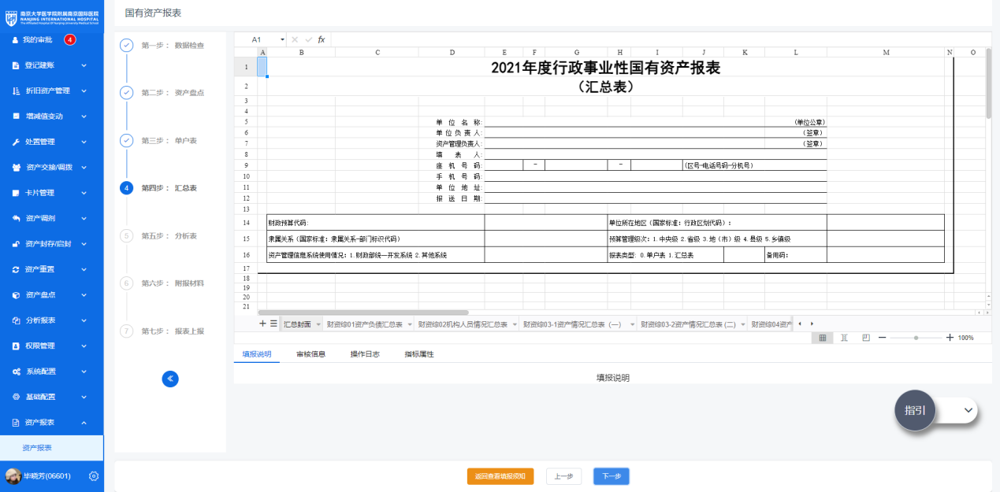 南京大学医学院附属南京国际医院
NANJING INTERNATIONAL HOSPITAL
The Affiliated Hospital of Nanjing University Medical School
我的审批 4
登记建账
折旧资产管理
增减值变动
处置管理
资产交接/调拨
卡片管理
资产调剂
资产封存/启封
资产重置
资产盘点
分析报表
权限管理
系统配置
基础配置
资产报表
资产报表
毕晓芳(06601)
国有资产报表
第一步： 数据检查
第二步： 资产盘点
第三步： 单户表
4 第四步： 汇总表
5 第五步： 分析表
6 第六步： 附报材料
7 第七步： 报表上报
A1 fx
A B C D E F G H I J K L M N O
1 2021年度行政事业性国有资产报表
2 （汇总表）
3
4
5 单位名称: （单位公章）
6 单位负责人: （签章）
7 资产管理负责人: （签章）
8 填表人:
9 座机号码: - - (区号-电话号码-分机号)
10 手机号码:
11 单位地址:
12 报送日期:
13
14 财政预算代码: 单位所在地区（国家标准：行政区划代码）:
15 隶属关系（国家标准：隶属关系-部门标识代码） 预算管理级次：1.中央级 2.省级 3.地（市）级 4.县级 5.乡镇级
16 资产管理信息系统使用情况：1.财政部统一开发系统 2.其他系统 报表类型: 0.单户表 1.汇总表 备用码:
17
18
19
20
21
汇总封面 财资综01资产负债汇总表 财资综02机构人员情况汇总表 财资综03-1资产情况汇总表（一） 财资综03-2资产情况汇总表 (二) 财资综04资产
100%
填报说明 审核信息 操作日志 指标属性
填报说明
指引
返回查看填报须知 上一步 下一步